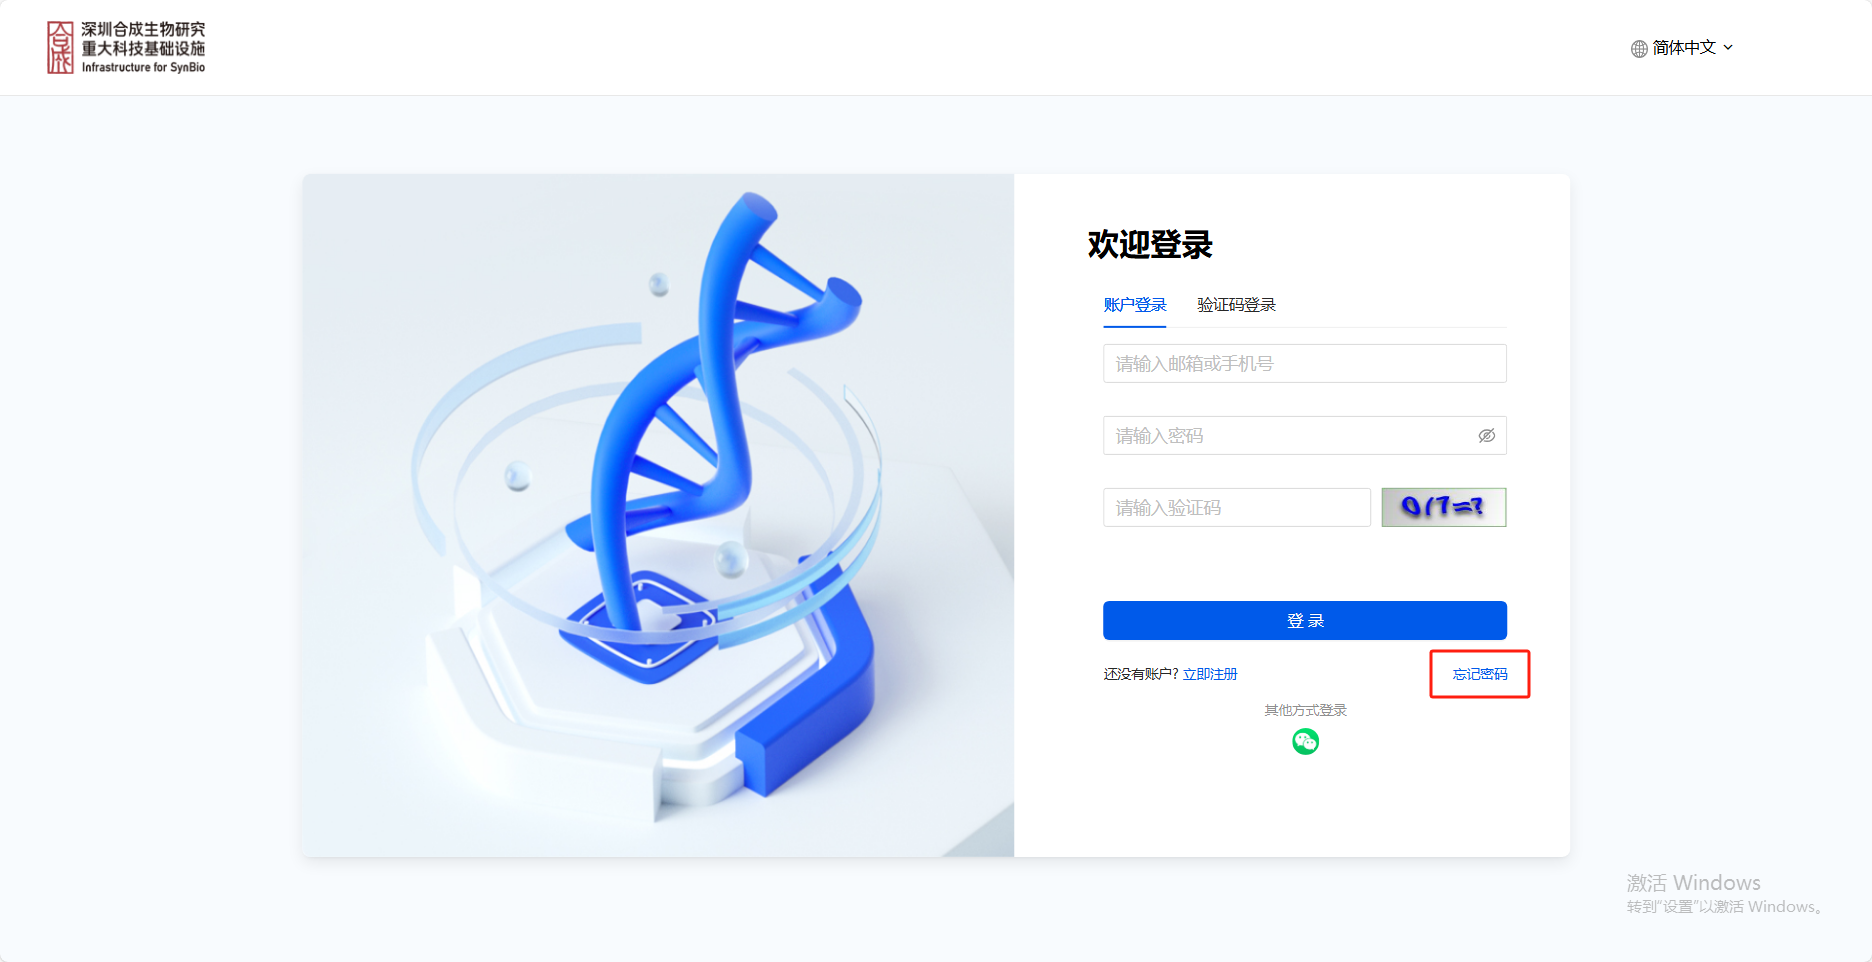 合成
深圳合成生物研究
重大科技基础设施
Infrastructure for SynBio
简体中文
欢迎登录
账户登录 验证码登录
请输入邮箱或手机号
请输入密码
请输入验证码
0/7=?
登录
还没有账户? 立即注册
忘记密码
其他方式登录
激活 Windows
转到“设置”以激活 Windows。